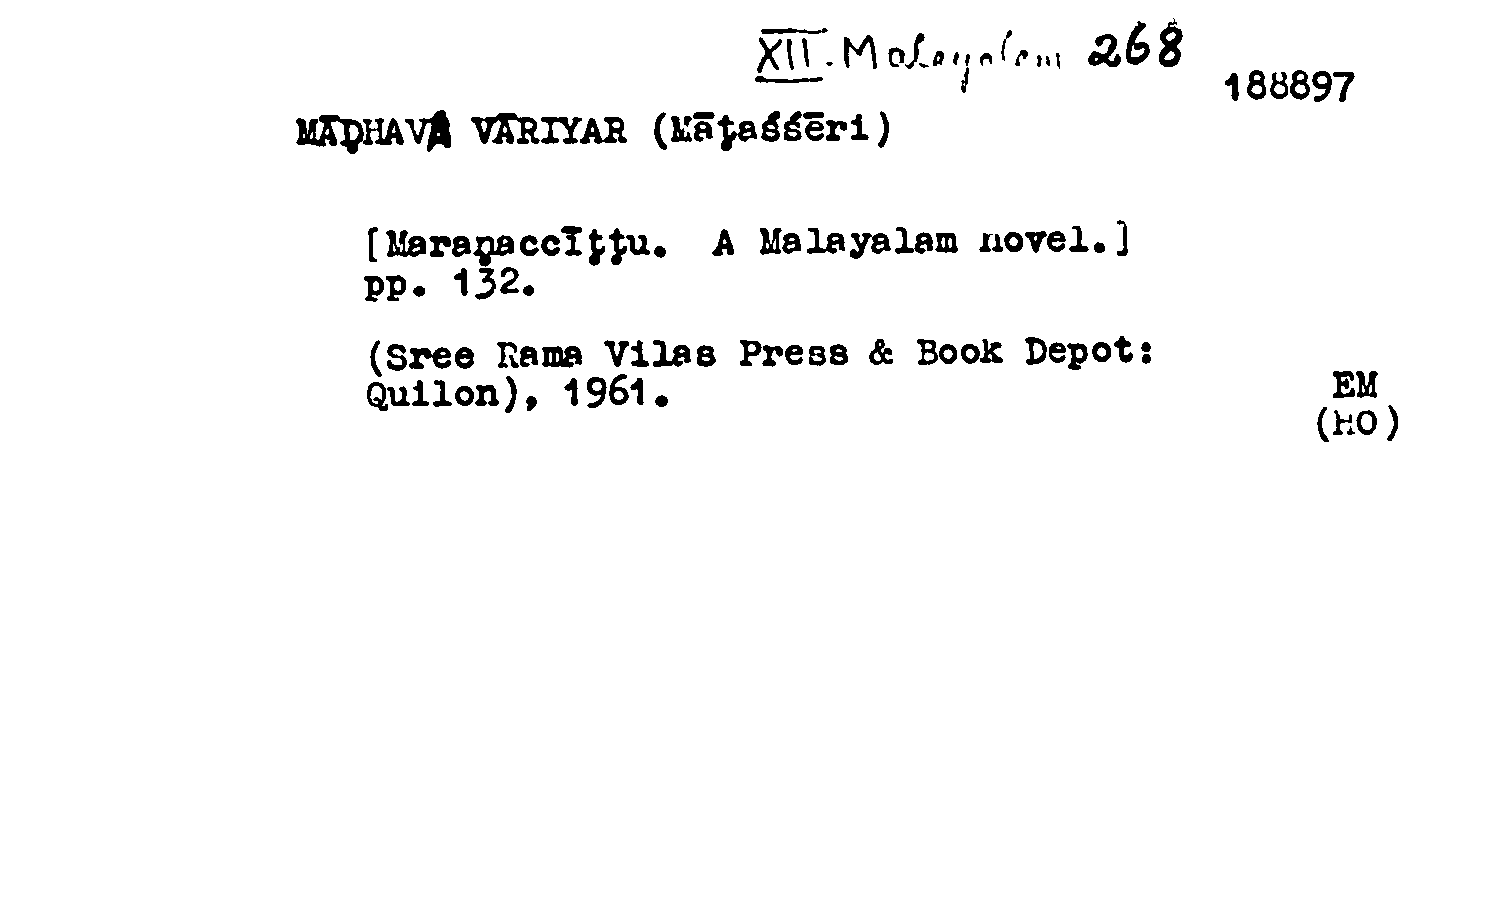 XII. Malayalam 268
188897
MĀḌHAVA VĀRIYAR (Māṭaśśēri)
[Maraṇaccīṭṭu. A Malayalam novel.]
pp. 132.
(Sree Rama Vilas Press & Book Depot:
Quilon), 1961.
EM
(HO)